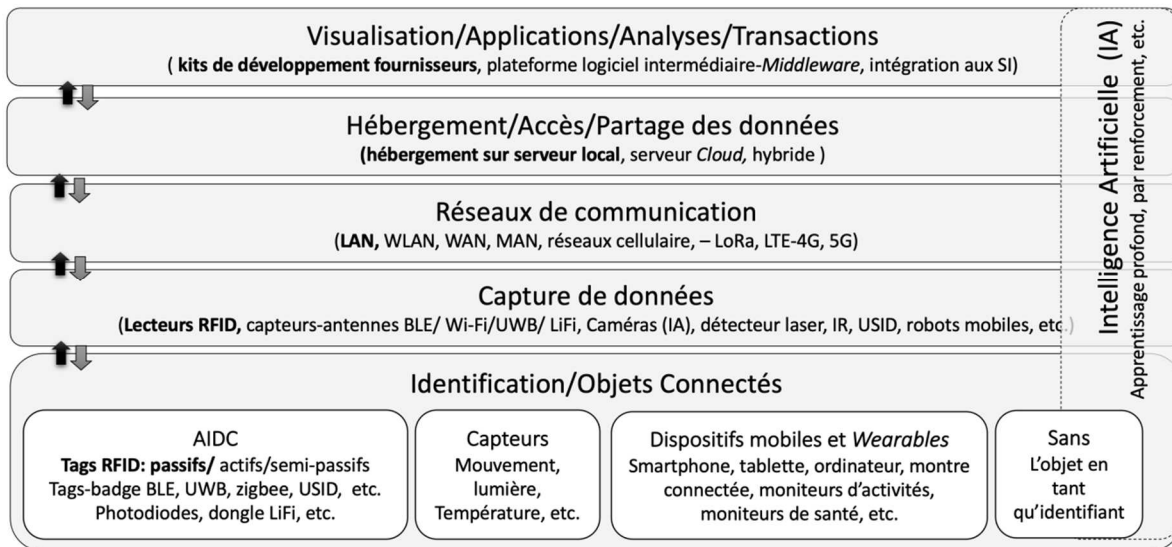 Visualisation/Applications/Analyses/Transactions
( kits de développement fournisseurs, plateforme logiciel intermédiaire-Middleware, intégration aux SI)
Hébergement/Accès/Partage des données
(hébergement sur serveur local, serveur Cloud, hybride )
Réseaux de communication
(LAN, WLAN, WAN, MAN, réseaux cellulaire, – LoRa, LTE-4G, 5G)
Capture de données
(Lecteurs RFID, capteurs-antennes BLE/ Wi-Fi/UWB/ LiFi, Caméras (IA), détecteur laser, IR, USID, robots mobiles, etc.)
Identification/Objets Connectés
AIDC
Tags RFID: passifs/ actifs/semi-passifs
Tags-badge BLE, UWB, zigbee, USID, etc.
Photodiodes, dongle LiFi, etc.
Capteurs
Mouvement,
lumière,
Température, etc.
Dispositifs mobiles et Wearables
Smartphone, tablette, ordinateur, montre
connectée, moniteurs d'activités,
moniteurs de santé, etc.
Sans
L'objet en
tant
qu'identifiant
Intelligence Artificielle (IA)
Apprentissage profond, par renforcement, etc.